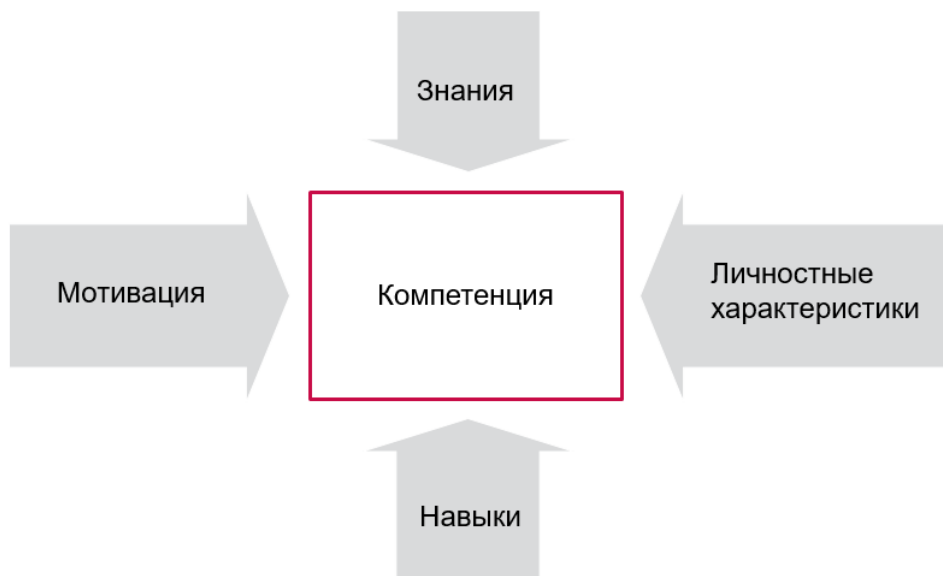 Знания
Мотивация
Компетенция
Личностные
характеристики
Навыки